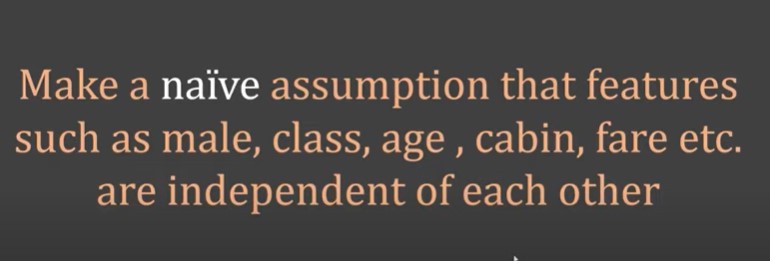 Make a naïve assumption that features
such as male, class, age , cabin, fare etc.
are independent of each other